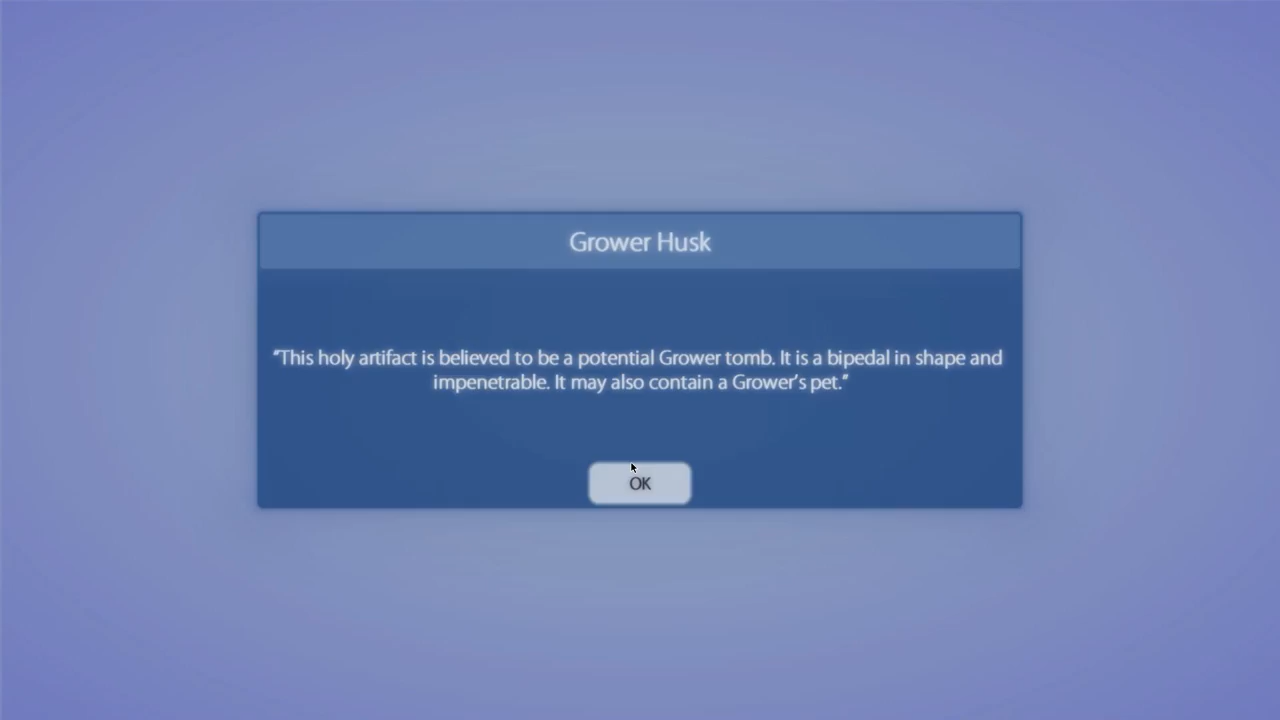 Grower Husk
“This holy artifact is believed to be a potential Grower tomb. It is a bipedal in shape and
impenetrable. It may also contain a Grower’s pet.”
OK